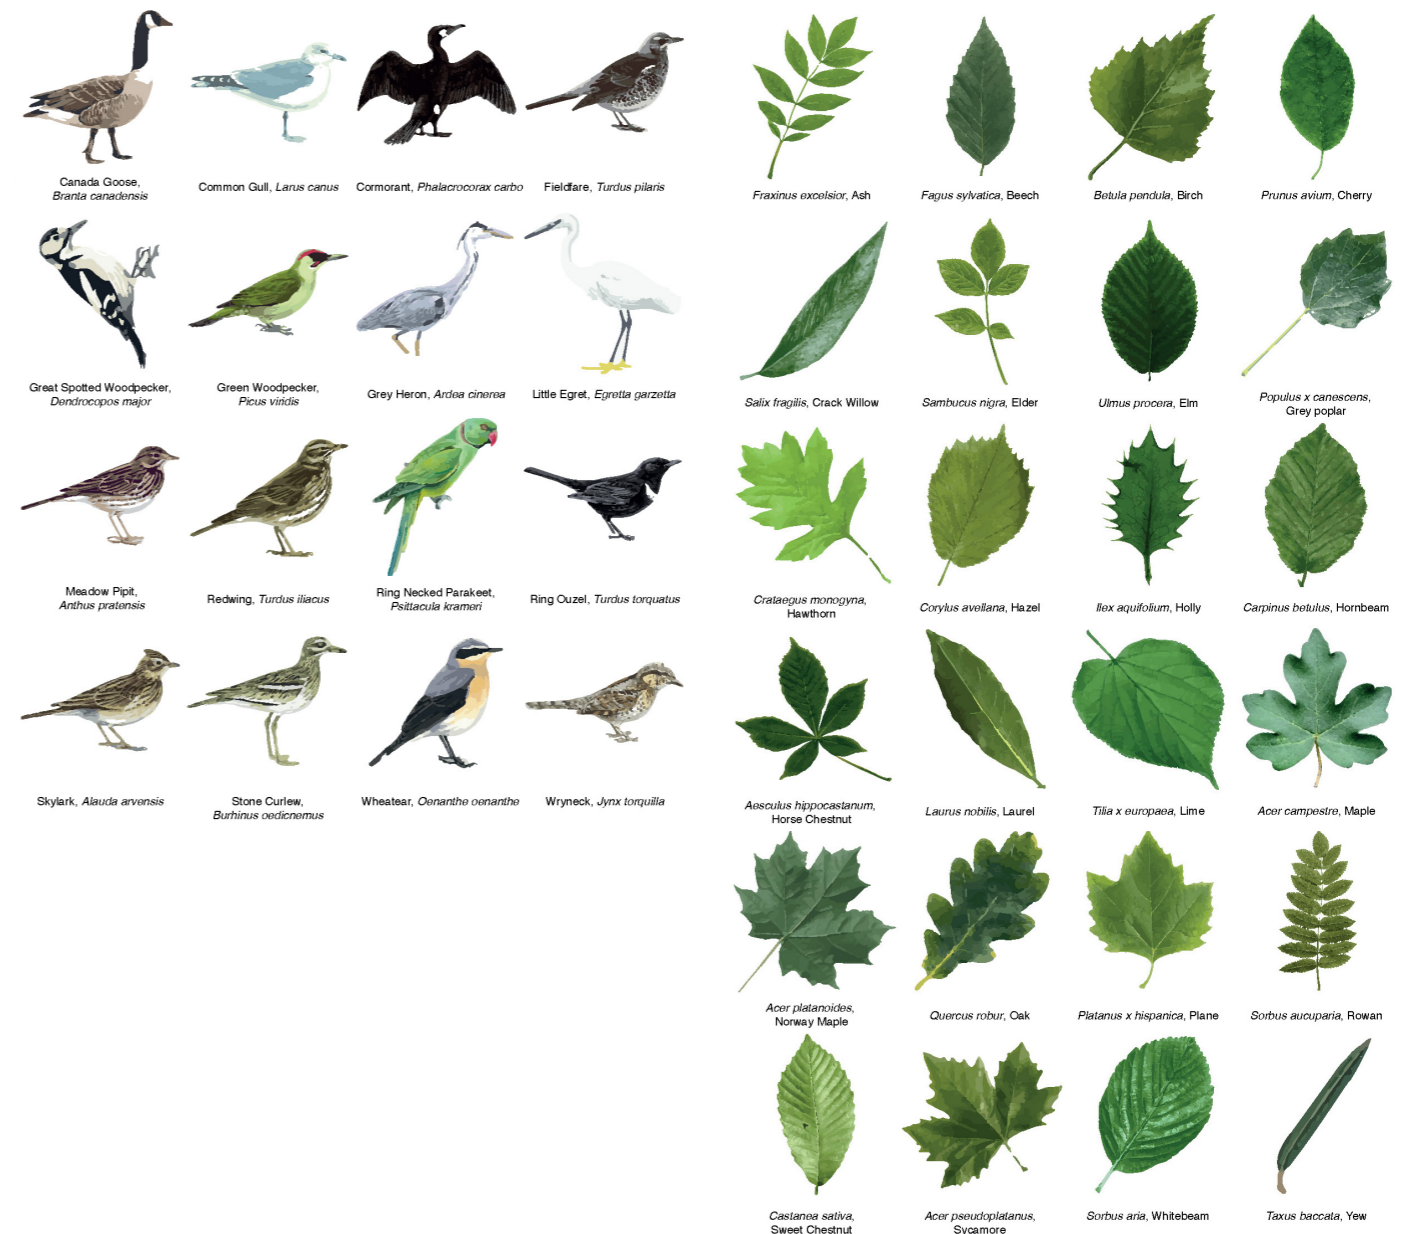 Canada Goose,
Branta canadensis
Common Gull, Larus canus
Cormorant, Phalacrocorax carbo
Fieldfare, Turdus pilaris
Great Spotted Woodpecker,
Dendrocopos major
Green Woodpecker,
Picus viridis
Grey Heron, Ardea cinerea
Little Egret, Egretta garzetta
Meadow Pipit,
Anthus pratensis
Redwing, Turdus iliacus
Ring Necked Parakeet,
Psittacula krameri
Ring Ouzel, Turdus torquatus
Skylark, Alauda arvensis
Stone Curlew,
Burhinus oedicnemus
Wheatear, Oenanthe oenanthe
Wryneck, Jynx torquilla
Fraxinus excelsior, Ash
Fagus sylvatica, Beech
Betula pendula, Birch
Prunus avium, Cherry
Salix fragilis, Crack Willow
Sambucus nigra, Elder
Ulmus procera, Elm
Populus x canescens,
Grey poplar
Crataegus monogyna,
Hawthorn
Corylus avellana, Hazel
Ilex aquifolium, Holly
Carpinus betulus, Hornbeam
Aesculus hippocastanum,
Horse Chestnut
Laurus nobilis, Laurel
Tilia x europaea, Lime
Acer campestre, Maple
Acer platanoides,
Norway Maple
Quercus robur, Oak
Platanus x hispanica, Plane
Sorbus aucuparia, Rowan
Castanea sativa,
Sweet Chestnut
Acer pseudoplatanus,
Sycamore
Sorbus aria, Whitebeam
Taxus baccata, Yew